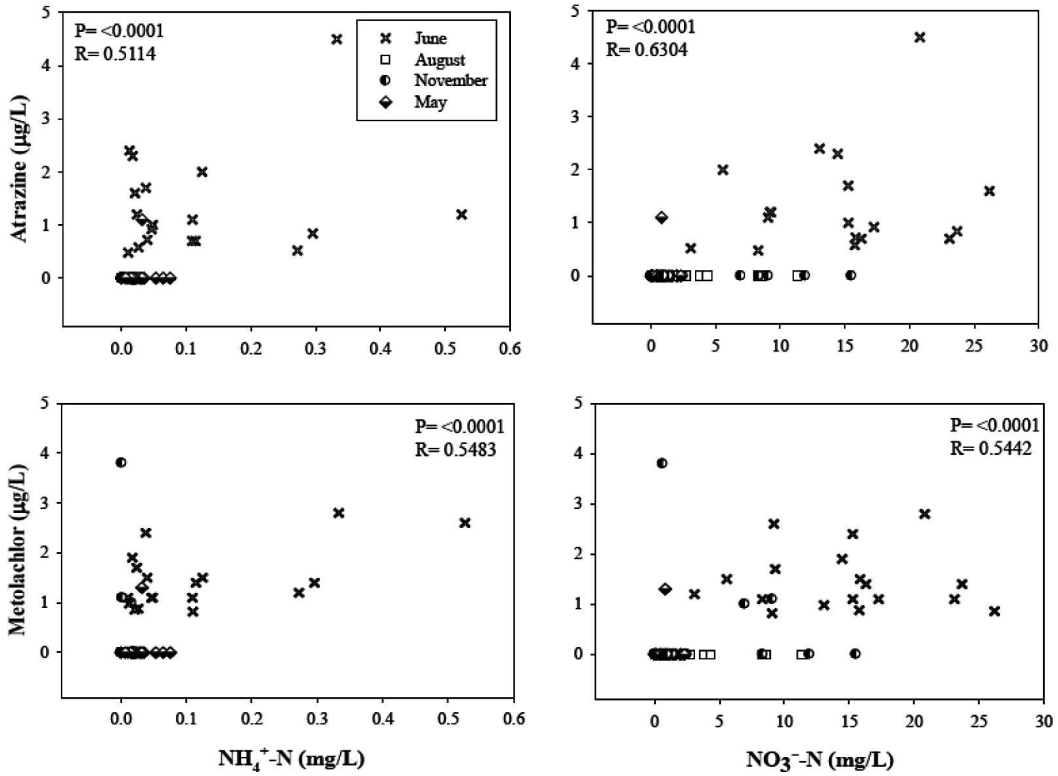 5
4
3
2
1
0
Atrazine (µg/L)
P= <0.0001
R= 0.5114
June
August
November
May
0.0 0.1 0.2 0.3 0.4 0.5 0.6
5
4
3
2
1
0
P= <0.0001
R= 0.6304
0 5 10 15 20 25 30
5
4
3
2
1
0
Metolachlor (µg/L)
P= <0.0001
R= 0.5483
0.0 0.1 0.2 0.3 0.4 0.5 0.6
NH₄⁺-N (mg/L)
5
4
3
2
1
0
P= <0.0001
R= 0.5442
0 5 10 15 20 25 30
NO₃⁻-N (mg/L)